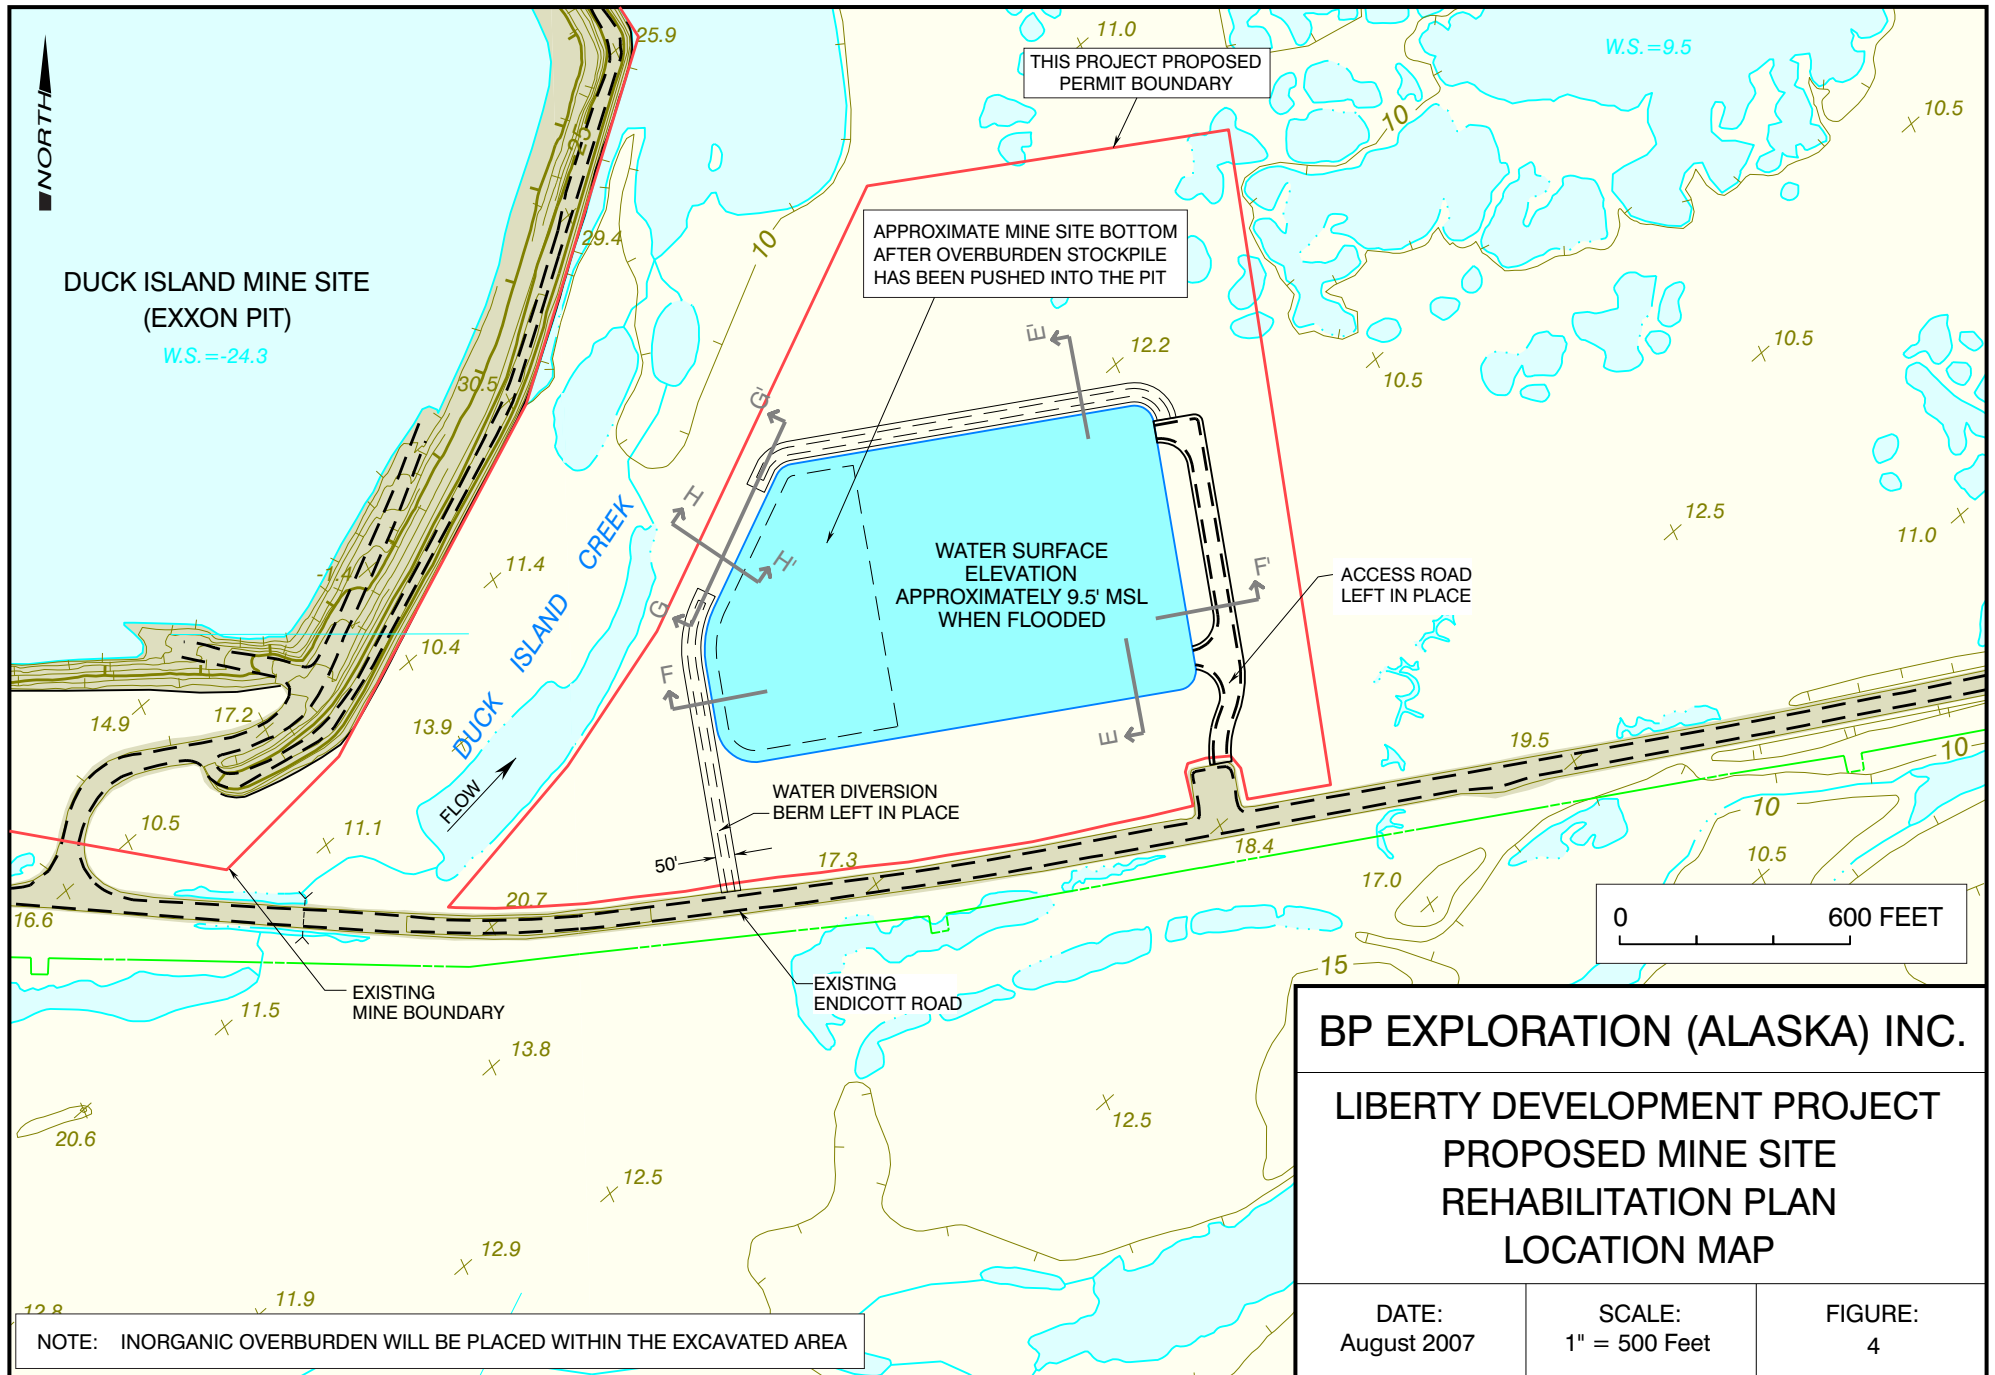 25.9
11.0
W.S.=9.5
THIS PROJECT PROPOSED
PERMIT BOUNDARY
10
10.5
NORTH
25
29.4
10
APPROXIMATE MINE SITE BOTTOM
AFTER OVERBURDEN STOCKPILE
HAS BEEN PUSHED INTO THE PIT
DUCK ISLAND MINE SITE
(EXXON PIT)
W.S.=-24.3
E'
12.2
10.5
10.5
30.5
G'
H
12.5
11.0
-1.4
11.4
DUCK ISLAND CREEK
H'
WATER SURFACE
ELEVATION
APPROXIMATELY 9.5' MSL
WHEN FLOODED
F'
ACCESS ROAD
LEFT IN PLACE
G
10.4
F
14.9
17.2
13.9
E
19.5
10
FLOW
WATER DIVERSION
BERM LEFT IN PLACE
10
10.5
11.1
50'
17.3
18.4
10.5
17.0
16.6
20.7
0 600 FEET
15
EXISTING
MINE BOUNDARY
EXISTING
ENDICOTT ROAD
11.5
13.8
20.6
12.5
12.5
12.9
11.9
12.8
NOTE: INORGANIC OVERBURDEN WILL BE PLACED WITHIN THE EXCAVATED AREA
BP EXPLORATION (ALASKA) INC.
LIBERTY DEVELOPMENT PROJECT
PROPOSED MINE SITE
REHABILITATION PLAN
LOCATION MAP
DATE:
August 2007
SCALE:
1" = 500 Feet
FIGURE:
4